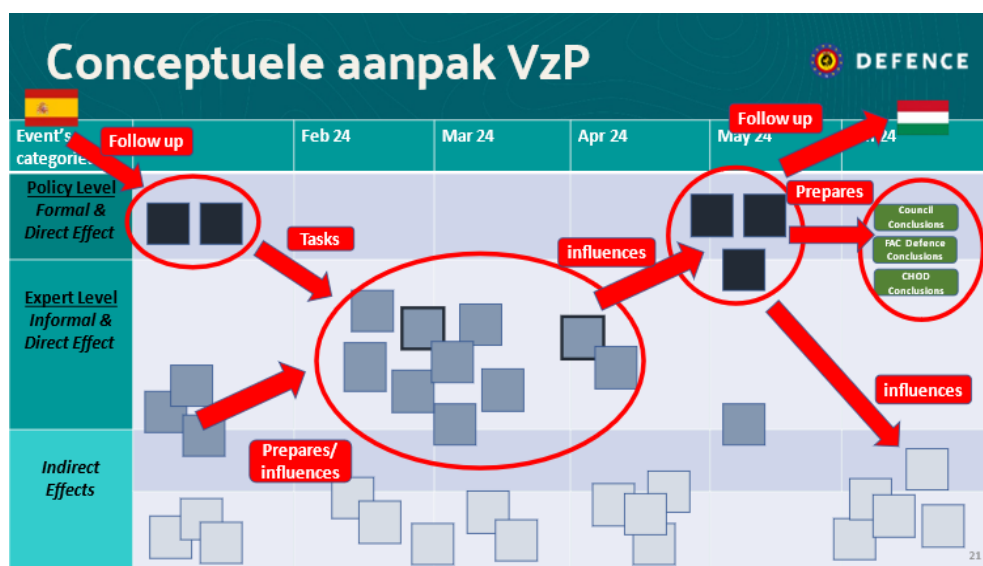 Conceptuele aanpak VzP
DEFENCE
Event's
categorie
Follow up
Feb 24
Mar 24
Apr 24
May 24
24
Follow up
Policy Level
Formal &
Direct Effect
Tasks
influences
Prepares
Council
Conclusions
FAC Defence
Conclusions
CHOD
Conclusions
Expert Level
Informal &
Direct Effect
influences
Prepares/
influences
Indirect
Effects
21